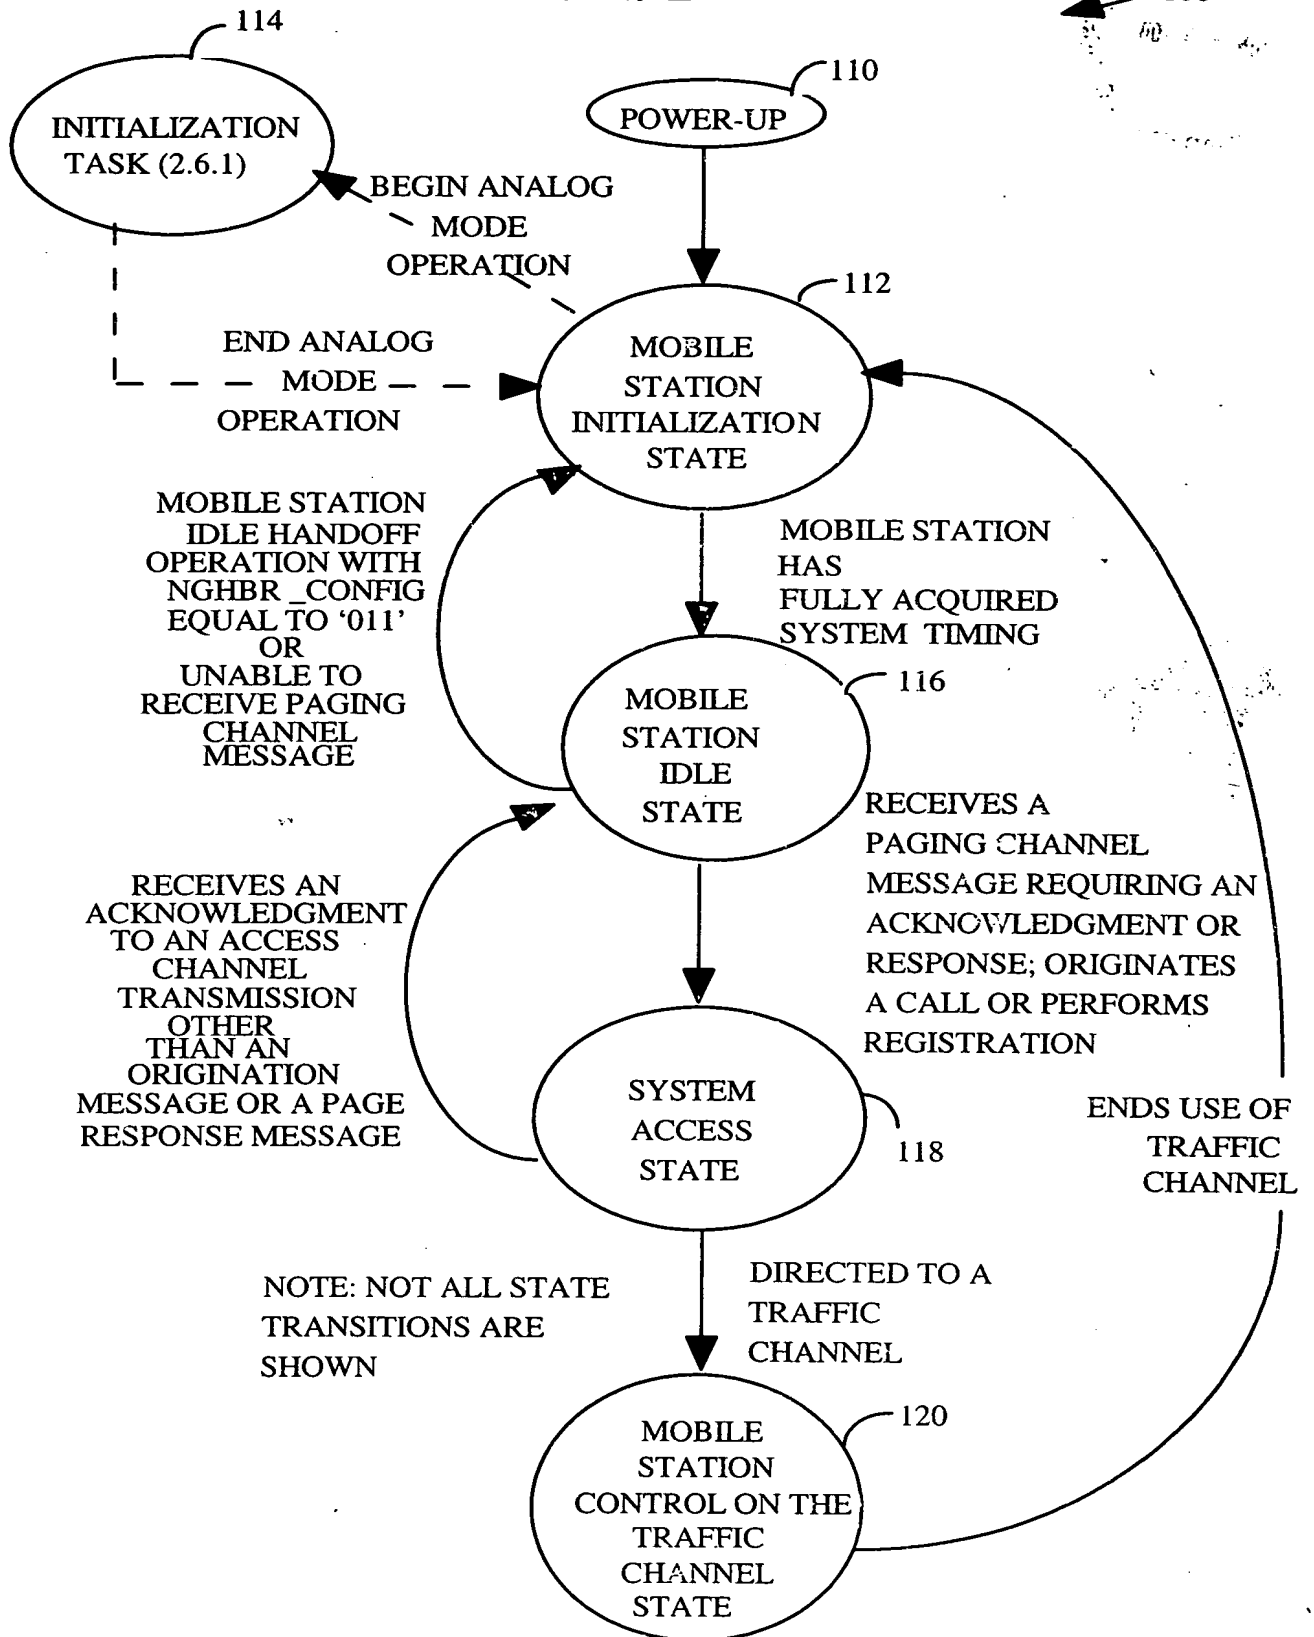 114
110
INITIALIZATION
TASK (2.6.1)
POWER-UP
BEGIN ANALOG
MODE
OPERATION
112
END ANALOG
MODE
OPERATION
MOBILE
STATION
INITIALIZATION
STATE
MOBILE STATION
IDLE HANDOFF
OPERATION WITH
NGHBR _CONFIG
EQUAL TO ‘011’
OR
UNABLE TO
RECEIVE PAGING
CHANNEL
MESSAGE
MOBILE STATION
HAS
FULLY ACQUIRED
SYSTEM TIMING
116
MOBILE
STATION
IDLE
STATE
RECEIVES A
PAGING CHANNEL
MESSAGE REQUIRING AN
ACKNOWLEDGMENT OR
RESPONSE; ORIGINATES
A CALL OR PERFORMS
REGISTRATION
RECEIVES AN
ACKNOWLEDGMENT
TO AN ACCESS
CHANNEL
TRANSMISSION
OTHER
THAN AN
ORIGINATION
MESSAGE OR A PAGE
RESPONSE MESSAGE
SYSTEM
ACCESS
STATE
118
ENDS USE OF
TRAFFIC
CHANNEL
NOTE: NOT ALL STATE
TRANSITIONS ARE
SHOWN
DIRECTED TO A
TRAFFIC
CHANNEL
120
MOBILE
STATION
CONTROL ON THE
TRAFFIC
CHANNEL
STATE